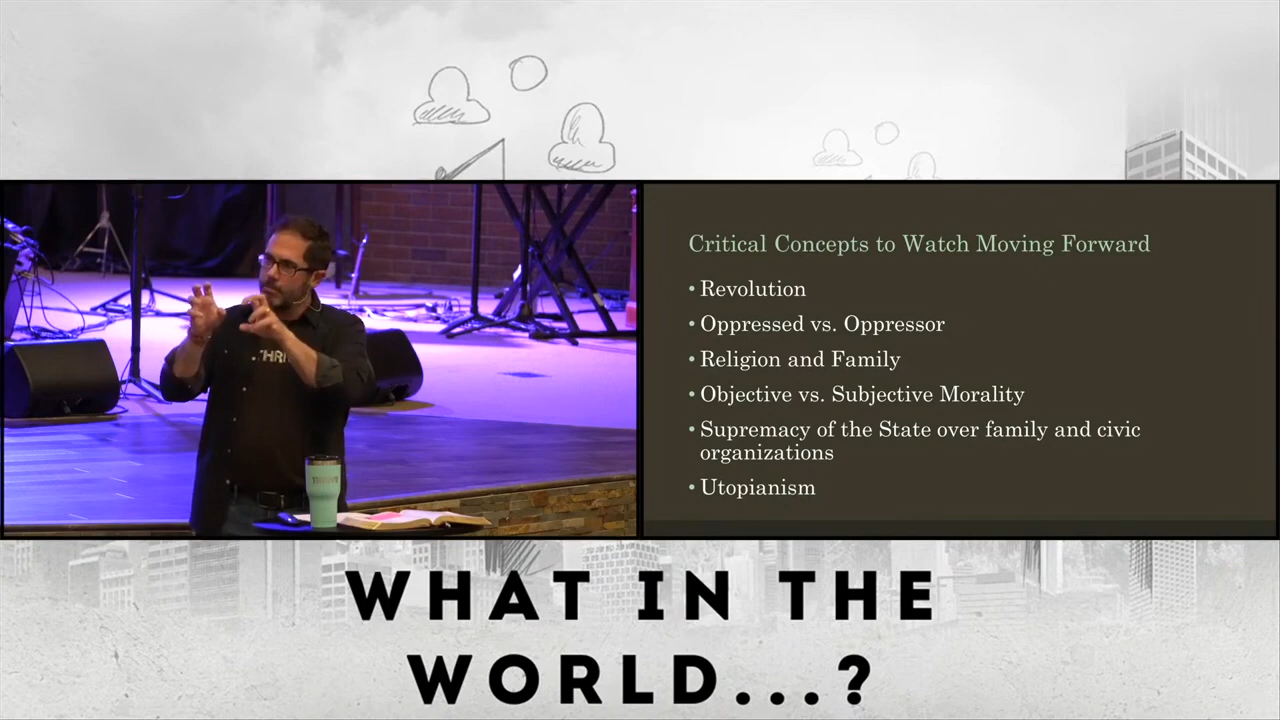 Critical Concepts to Watch Moving Forward
• Revolution
• Oppressed vs. Oppressor
• Religion and Family
• Objective vs. Subjective Morality
• Supremacy of the State over family and civic
organizations
• Utopianism
WHAT IN THE
WORLD...?